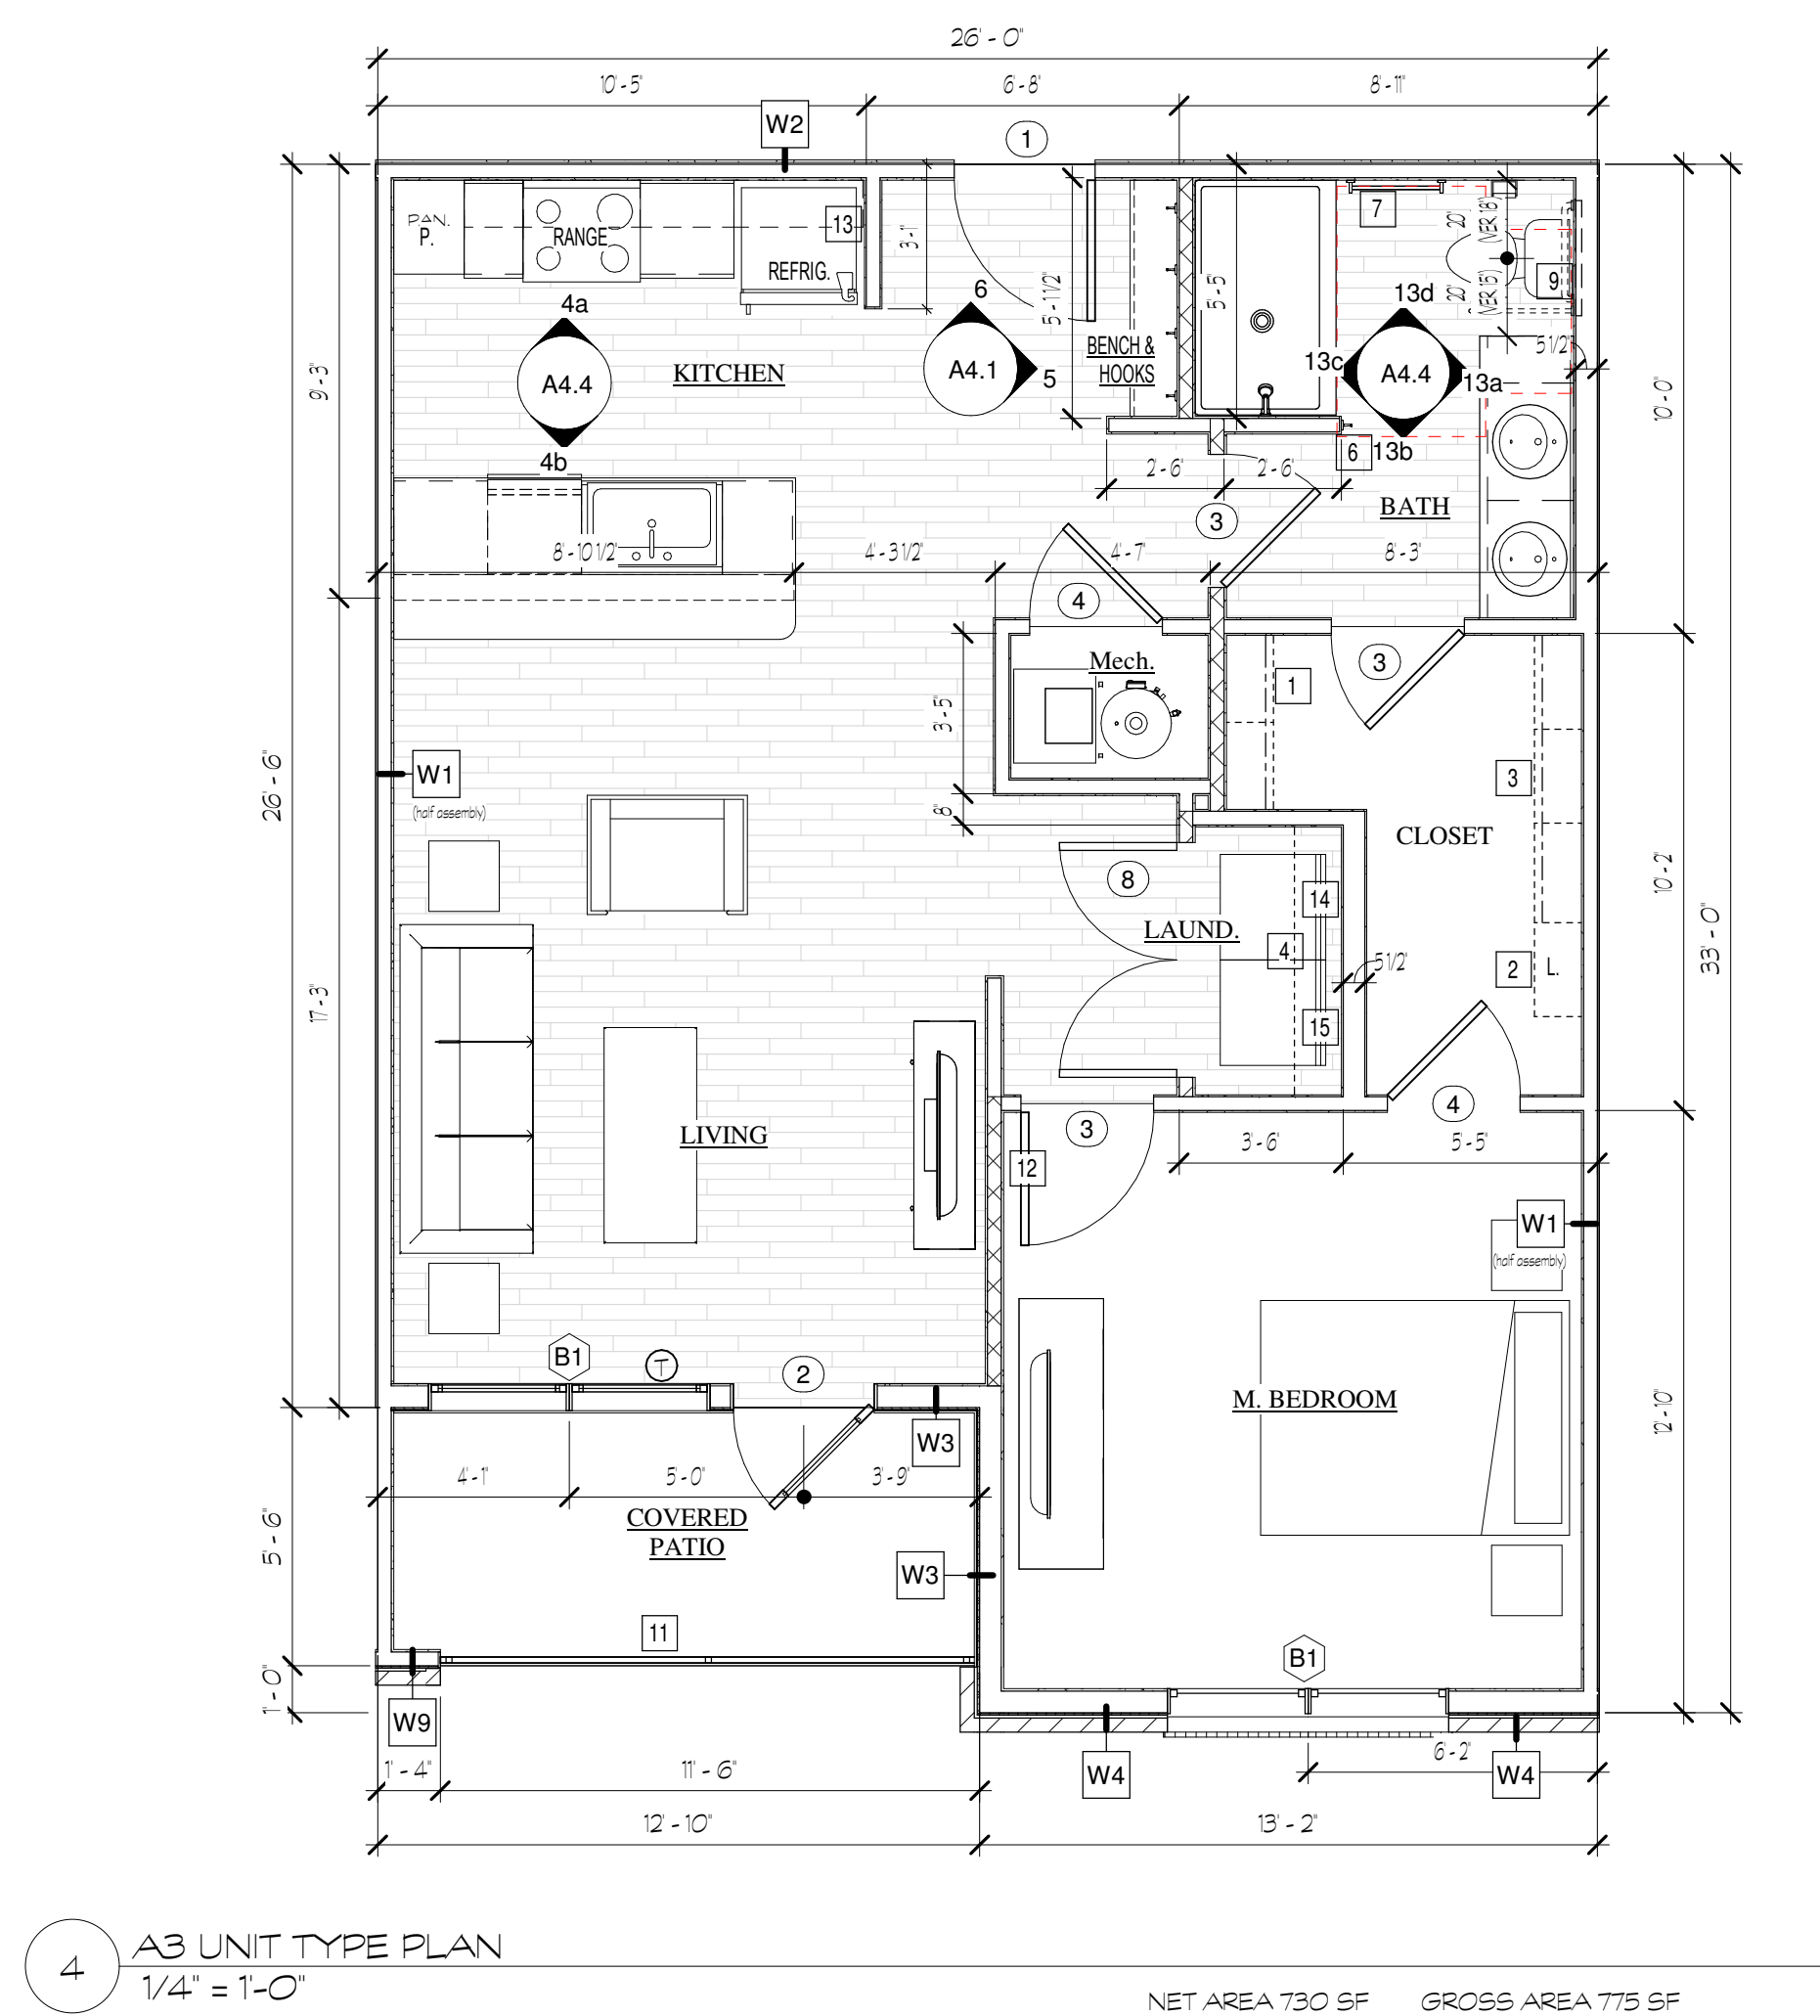 26' - 0"
10' - 5"
6' - 8"
8' - 11"
W2
1
PAN.
P.
RANGE
REFRIG.
13
3' - 1"
5' - 11 1/2"
5' - 5"
7
20"
(VER.18")
20"
(VER.15")
9
4a
A4.4
4b
KITCHEN
6
A4.1
5
BENCH &
HOOKS
13d
13c
A4.4
13a
13b
6
5 1/2"
9' - 3"
10' - 0"
2' - 6"
2' - 6"
BATH
3
8' - 10 1/2"
4' - 3 1/2"
4' - 7"
8' - 3"
4
Mech.
3
1
3' - 5"
26' - 6"
W1
(half assembly)
8"
3
CLOSET
10' - 2"
33' - 0"
8
14
LAUND.
4
5 1/2"
2
L.
17' - 3"
15
LIVING
3
4
12
3' - 6"
5' - 5"
W1
(half assembly)
B1
T
2
M. BEDROOM
12' - 10"
W3
4' - 1"
5' - 0"
3' - 9"
COVERED
PATIO
5' - 6"
W3
11
B1
1' - 0"
W9
6' - 2"
1' - 4"
11' - 6"
W4
W4
12' - 10"
13' - 2"
4
A3 UNIT TYPE PLAN
1/4" = 1'-0"
NET AREA 730 SF
GROSS AREA 775 SF